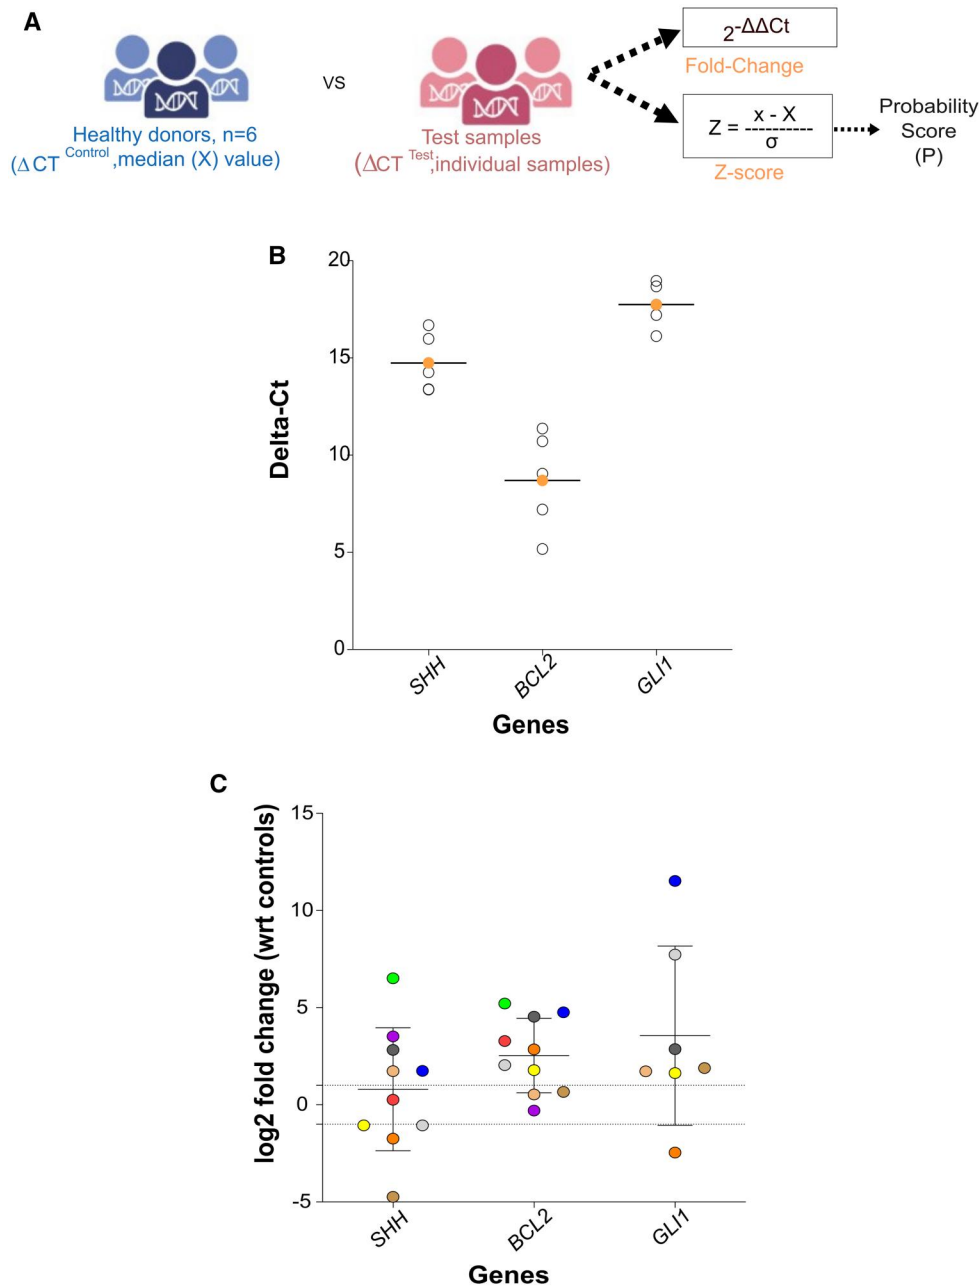 A
Healthy donors, n=6
(ΔCT Control,median (X) value)
vs
Test samples
(ΔCT Test,individual samples)
2-ΔΔCt
Fold-Change
Z = x - X
------------
σ
Z-score
Probability
Score
(P)
B
20
15
10
5
0
Delta-Ct
SHH
BCL2
GLI1
Genes
C
15
10
5
0
-5
log2 fold change (wrt controls)
SHH
BCL2
GLI1
Genes